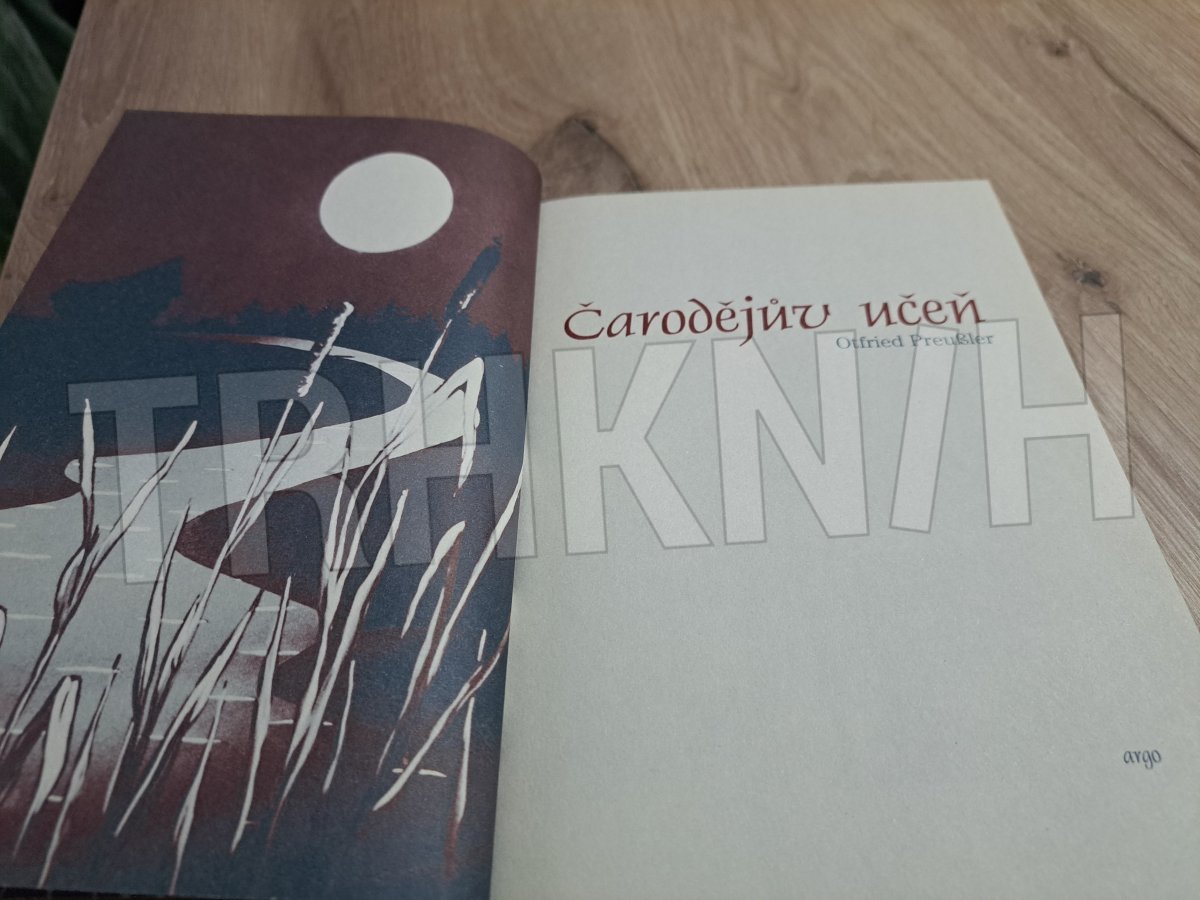 Čarodějův učeň
Otfried Preußler
TRHKNIH
argo